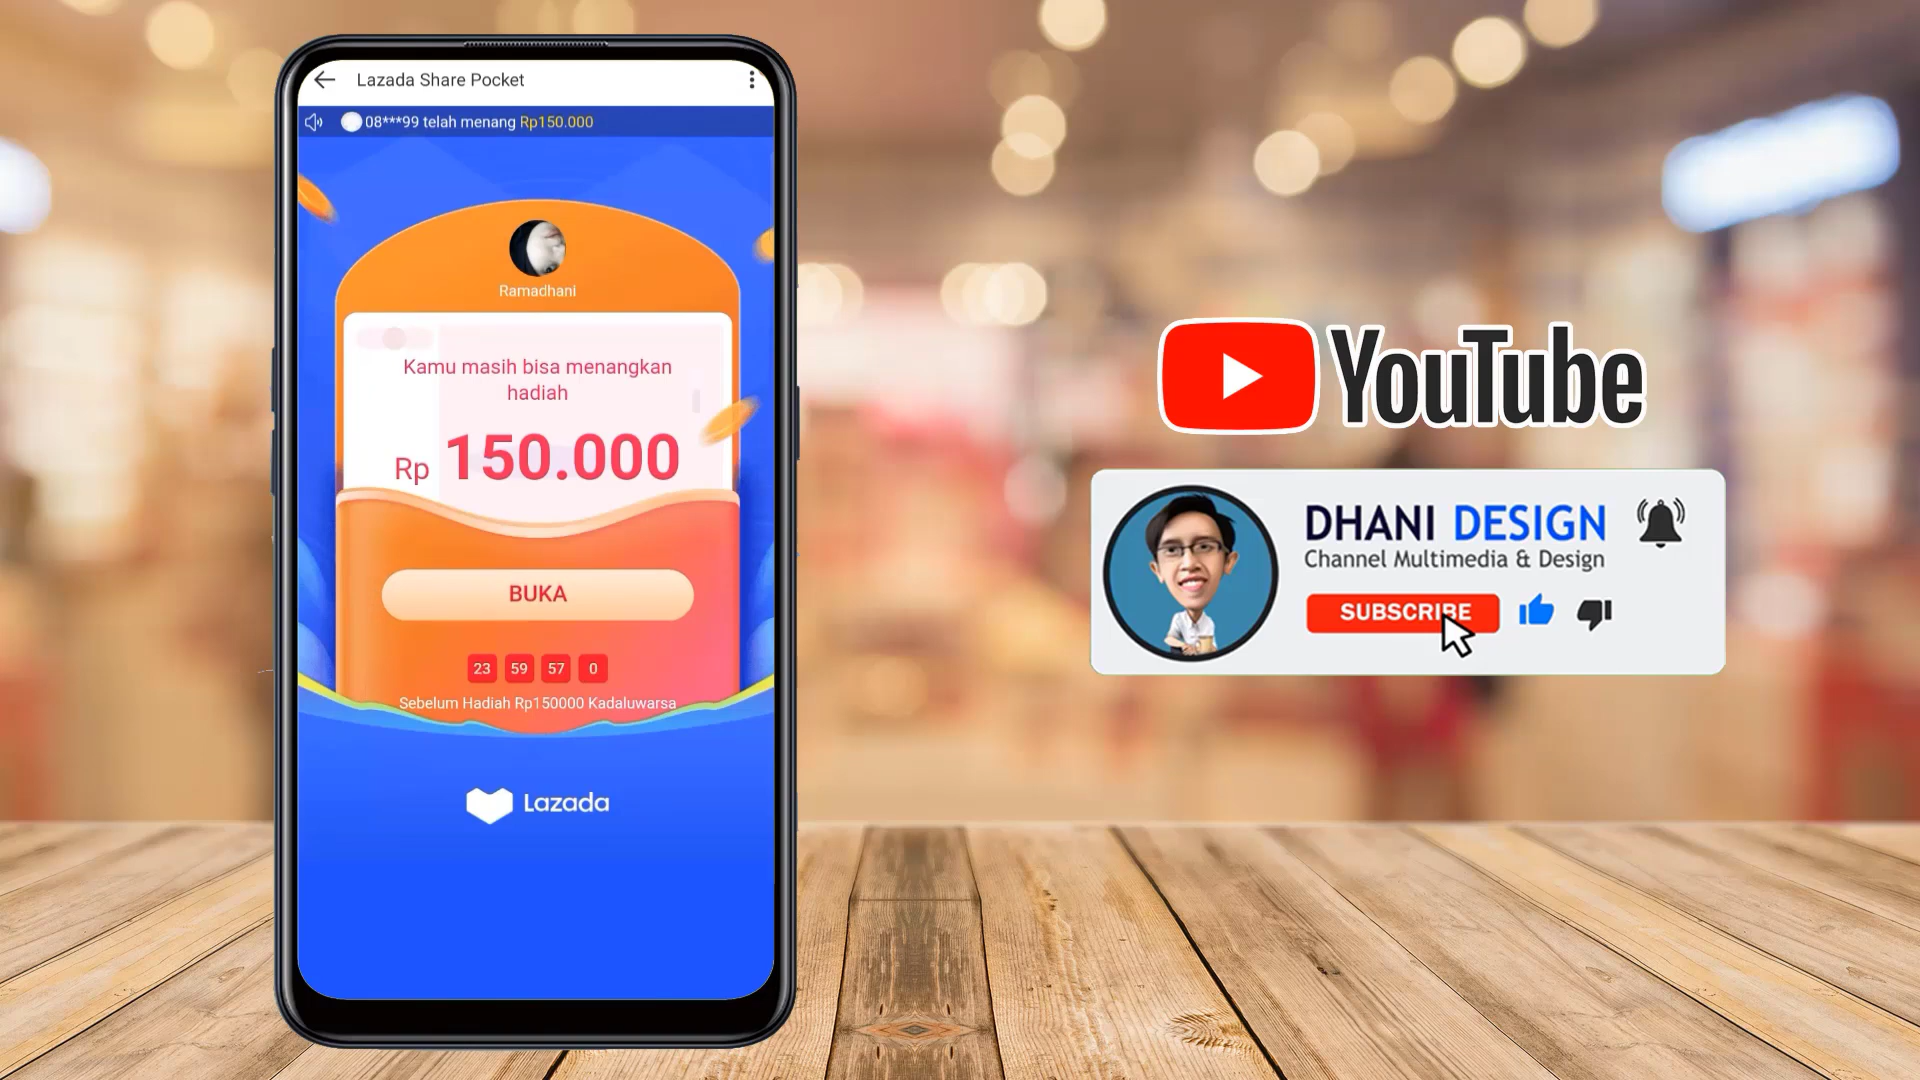 Lazada Share Pocket
08***99 telah menang Rp150.000
Ramadhani
Kamu masih bisa menangkan
hadiah
Rp 150.000
BUKA
23 59 57 0
Sebelum Hadiah Rp150000 Kadaluwarsa
Lazada
YouTube
DHANI DESIGN
Channel Multimedia & Design
SUBSCRIBE